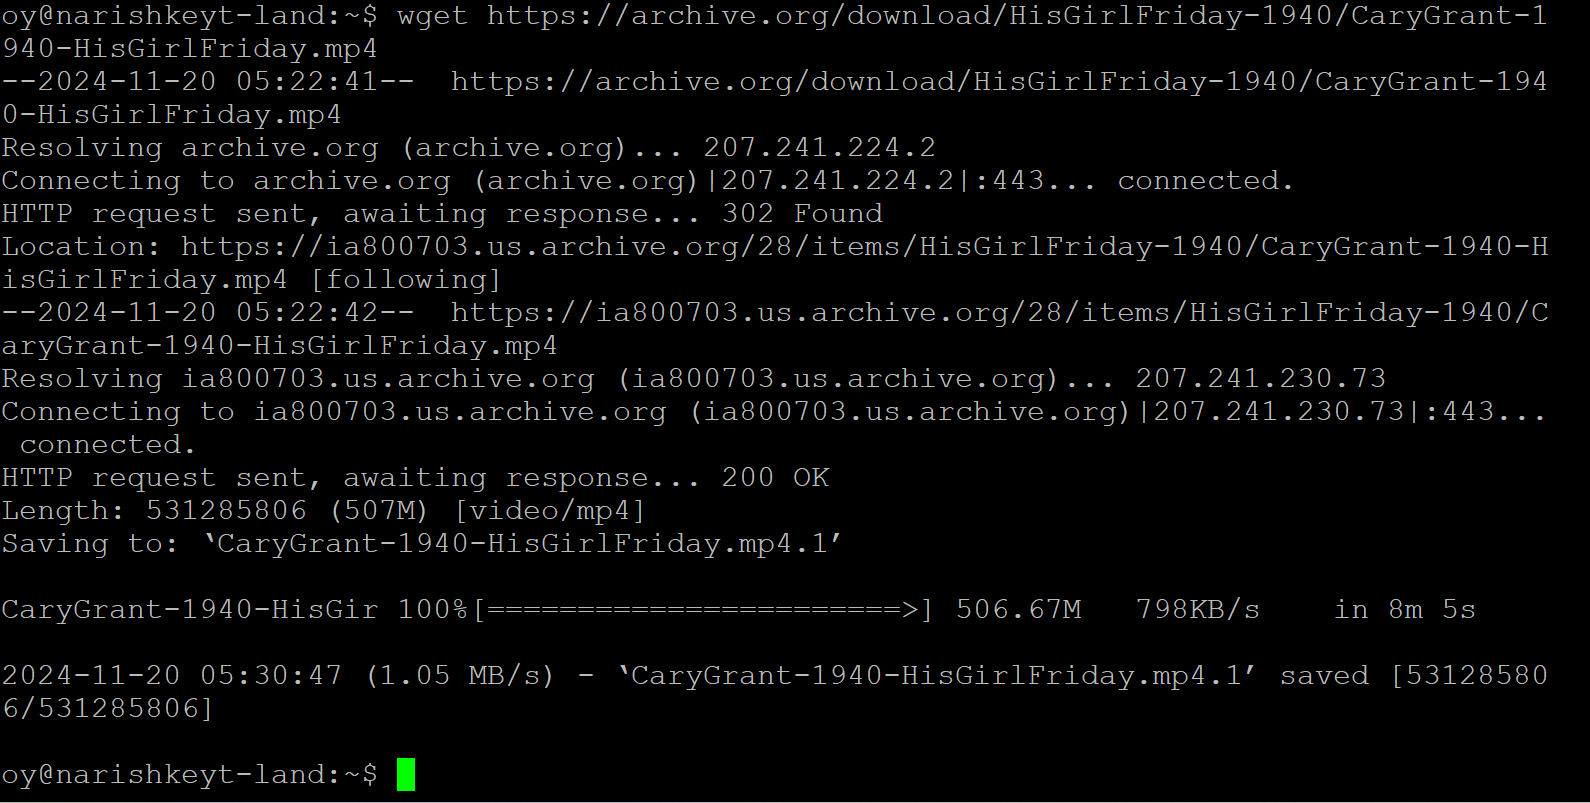 oy@narishkeyt-land:~$ wget https://archive.org/download/HisGirlFriday-1940/CaryGrant-1
940-HisGirlFriday.mp4
--2024-11-20 05:22:41--  https://archive.org/download/HisGirlFriday-1940/CaryGrant-194
0-HisGirlFriday.mp4
Resolving archive.org (archive.org)... 207.241.224.2
Connecting to archive.org (archive.org)|207.241.224.2|:443... connected.
HTTP request sent, awaiting response... 302 Found
Location: https://ia800703.us.archive.org/28/items/HisGirlFriday-1940/CaryGrant-1940-H
isGirlFriday.mp4 [following]
--2024-11-20 05:22:42--  https://ia800703.us.archive.org/28/items/HisGirlFriday-1940/C
aryGrant-1940-HisGirlFriday.mp4
Resolving ia800703.us.archive.org (ia800703.us.archive.org)... 207.241.230.73
Connecting to ia800703.us.archive.org (ia800703.us.archive.org)|207.241.230.73|:443...
 connected.
HTTP request sent, awaiting response... 200 OK
Length: 531285806 (507M) [video/mp4]
Saving to: ‘CaryGrant-1940-HisGirlFriday.mp4.1’

CaryGrant-1940-HisGir 100%[=======================>] 506.67M   798KB/s    in 8m 5s

2024-11-20 05:30:47 (1.05 MB/s) - ‘CaryGrant-1940-HisGirlFriday.mp4.1’ saved [53128580
6/531285806]

oy@narishkeyt-land:~$